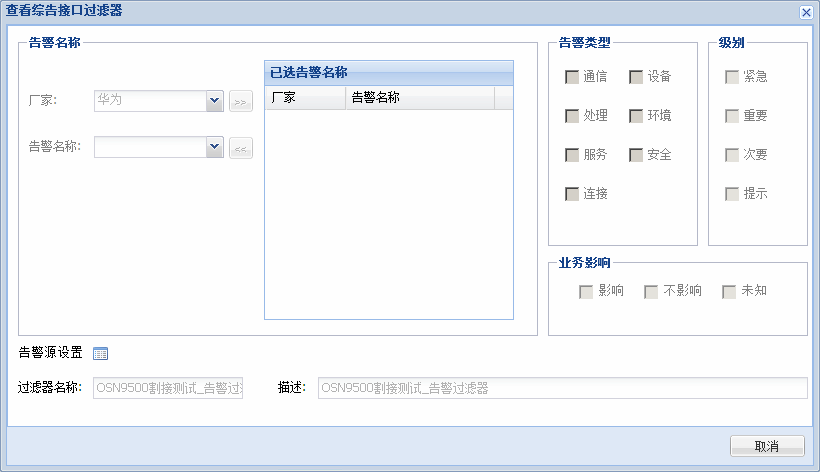 查看综告接口过滤器
告警名称
厂家:
华为
>>
告警名称:
<<
已选告警名称
厂家 告警名称
告警类型
通信 设备
处理 环境
服务 安全
连接
级别
紧急
重要
次要
提示
业务影响
影响 不影响 未知
告警源设置
过滤器名称: OSN9500割接测试_告警过 描述: OSN9500割接测试_告警过滤器
取消